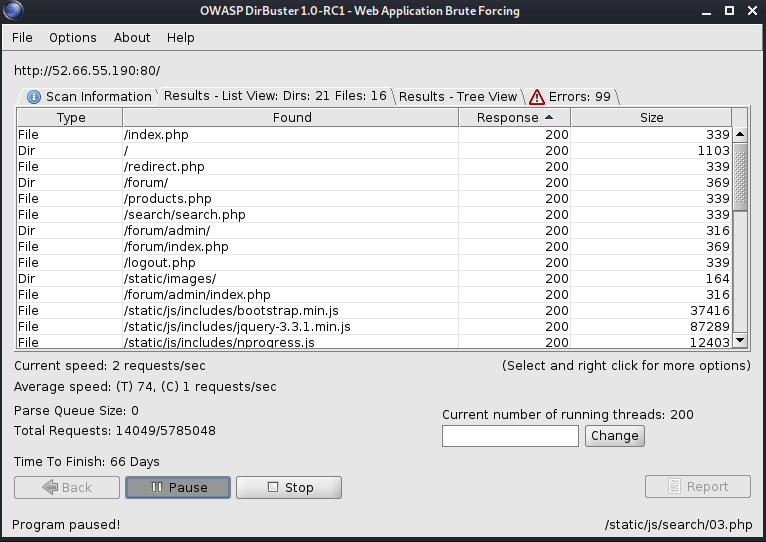 OWASP DirBuster 1.0-RC1 - Web Application Brute Forcing
File Options About Help
http://52.66.55.190:80/
Scan Information Results - List View: Dirs: 21 Files: 16 Results - Tree View Errors: 99
Type Found Response Size
File /index.php 200 339
Dir / 200 1103
File /redirect.php 200 339
Dir /forum/ 200 369
File /products.php 200 339
File /search/search.php 200 339
Dir /forum/admin/ 200 316
File /forum/index.php 200 369
File /logout.php 200 339
Dir /static/images/ 200 164
File /forum/admin/index.php 200 316
File /static/js/includes/bootstrap.min.js 200 37416
File /static/js/includes/jquery-3.3.1.min.js 200 87289
File /static/js/includes/nprogress.js 200 12403
Current speed: 2 requests/sec (Select and right click for more options)
Average speed: (T) 74, (C) 1 requests/sec
Parse Queue Size: 0
Current number of running threads: 200
Total Requests: 14049/5785048
Change
Time To Finish: 66 Days
Back Pause Stop Report
Program paused! /static/js/search/03.php